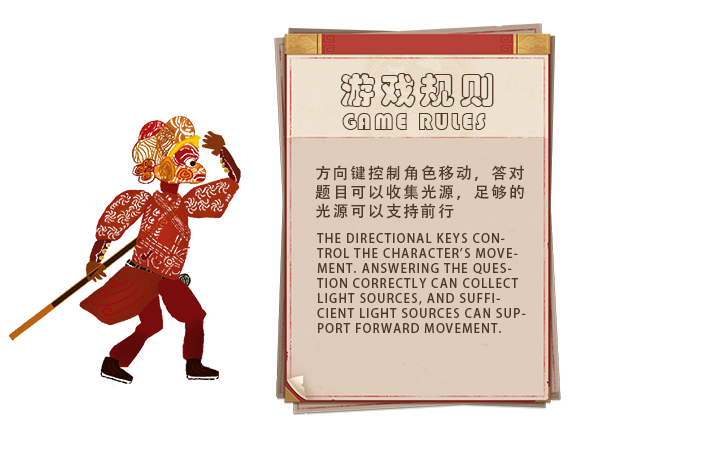 游戏规则
GAME RULES
方向键控制角色移动，答对
题目可以收集光源，足够的
光源可以支持前行
THE DIRECTIONAL KEYS CON-
TROL THE CHARACTER'S MOVE-
MENT. ANSWERING THE QUES-
TION CORRECTLY CAN COLLECT
LIGHT SOURCES, AND SUFFI-
CIENT LIGHT SOURCES CAN SUP-
PORT FORWARD MOVEMENT.